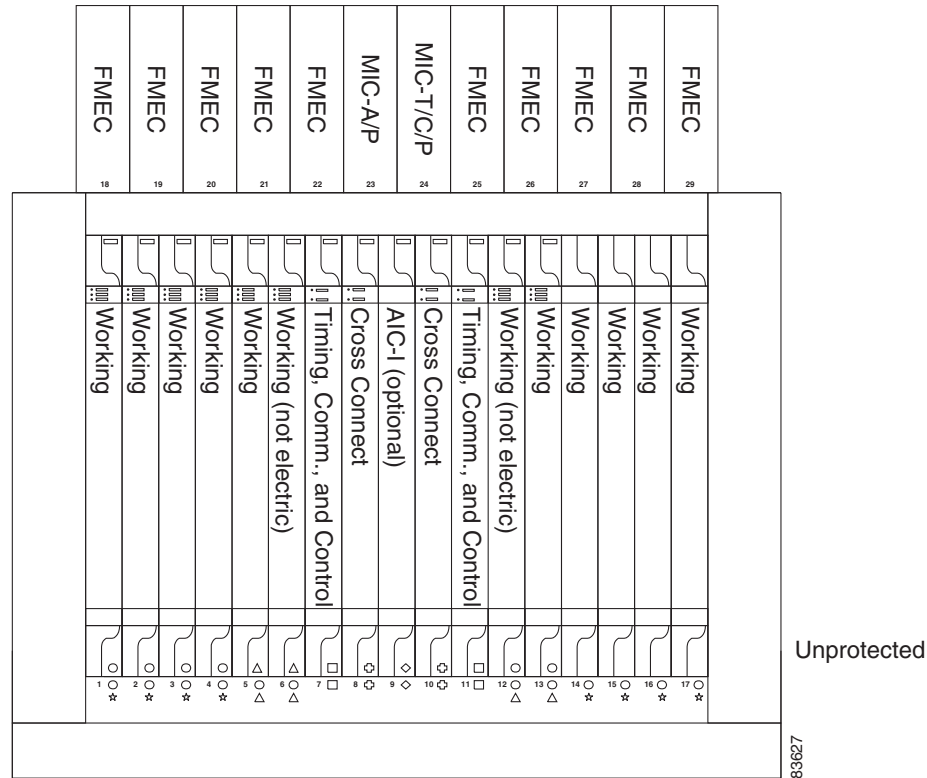 FMEC
FMEC
FMEC
FMEC
FMEC
MIC-A/P
MIC-T/C/P
FMEC
FMEC
FMEC
FMEC
FMEC
18
19
20
21
22
23
24
25
26
27
28
29
Working
Working
Working
Working
Working
Working (not electric)
Timing, Comm., and Control
Cross Connect
AIC-I (optional)
Cross Connect
Timing, Comm., and Control
Working (not electric)
Working
Working
Working
Working
Working
Unprotected
1
2
3
4
5
6
7
8
9
10
11
12
13
14
15
16
17
83627